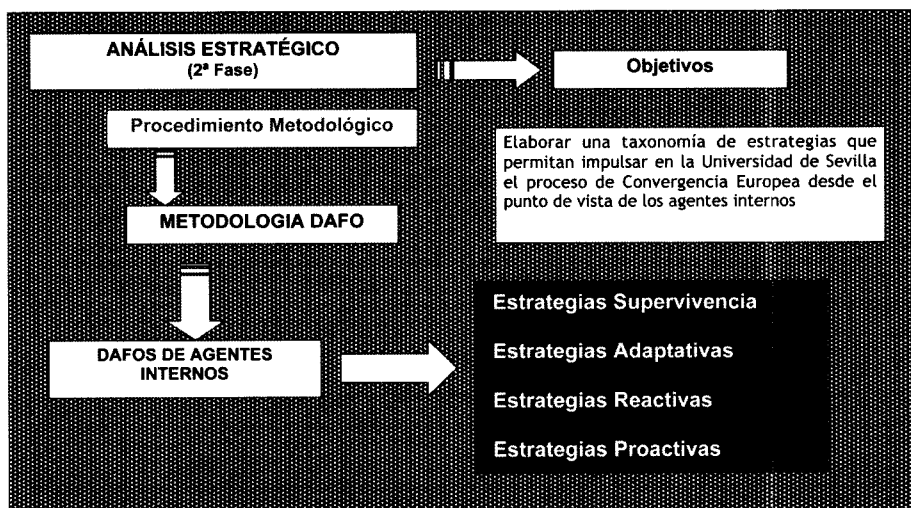 ANÁLISIS ESTRATÉGICO
(2ª Fase)
Objetivos
Procedimiento Metodológico
Elaborar una taxonomía de estrategias que
permitan impulsar en la Universidad de Sevilla
el proceso de Convergencia Europea desde el
punto de vista de los agentes internos
METODOLOGIA DAFO
DAFOS DE AGENTES
INTERNOS
Estrategias Supervivencia
Estrategias Adaptativas
Estrategias Reactivas
Estrategias Proactivas